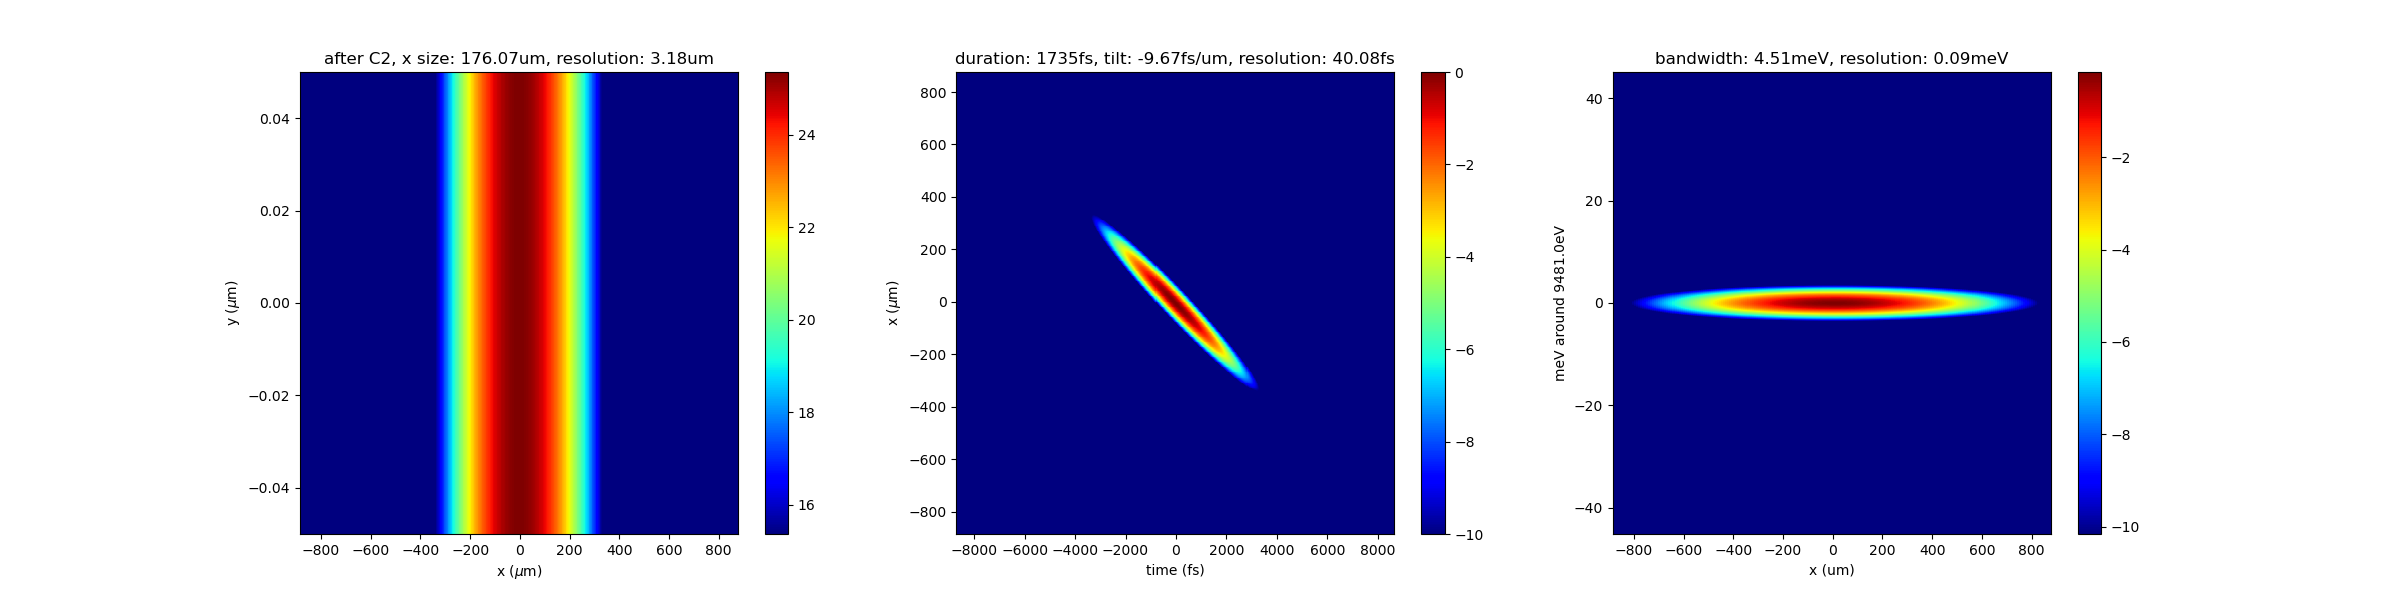 after C2, x size: 176.07um, resolution: 3.18um
0.04
0.02
0.00
−0.02
−0.04
y (μm)
−800 −600 −400 −200 0 200 400 600 800
x (μm)
24
22
20
18
16
duration: 1735fs, tilt: -9.67fs/um, resolution: 40.08fs
800
600
400
200
0
−200
−400
−600
−800
x (μm)
−8000 −6000 −4000 −2000 0 2000 4000 6000 8000
time (fs)
0
−2
−4
−6
−8
−10
bandwidth: 4.51meV, resolution: 0.09meV
40
20
0
−20
−40
meV around 9481.0eV
−800 −600 −400 −200 0 200 400 600 800
x (um)
−2
−4
−6
−8
−10